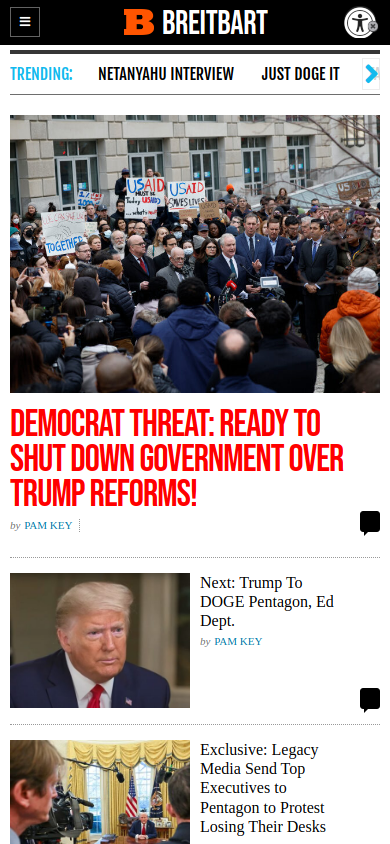 BREITBART
TRENDING:
NETANYAHU INTERVIEW
JUST DOGE IT
USAID
SAVES LIVES
TOGETHER
DEMOCRAT THREAT: READY TO
SHUT DOWN GOVERNMENT OVER
TRUMP REFORMS!
by PAM KEY
Next: Trump To
DOGE Pentagon, Ed
Dept.
by PAM KEY
Exclusive: Legacy
Media Send Top
Executives to
Pentagon to Protest
Losing Their Desks